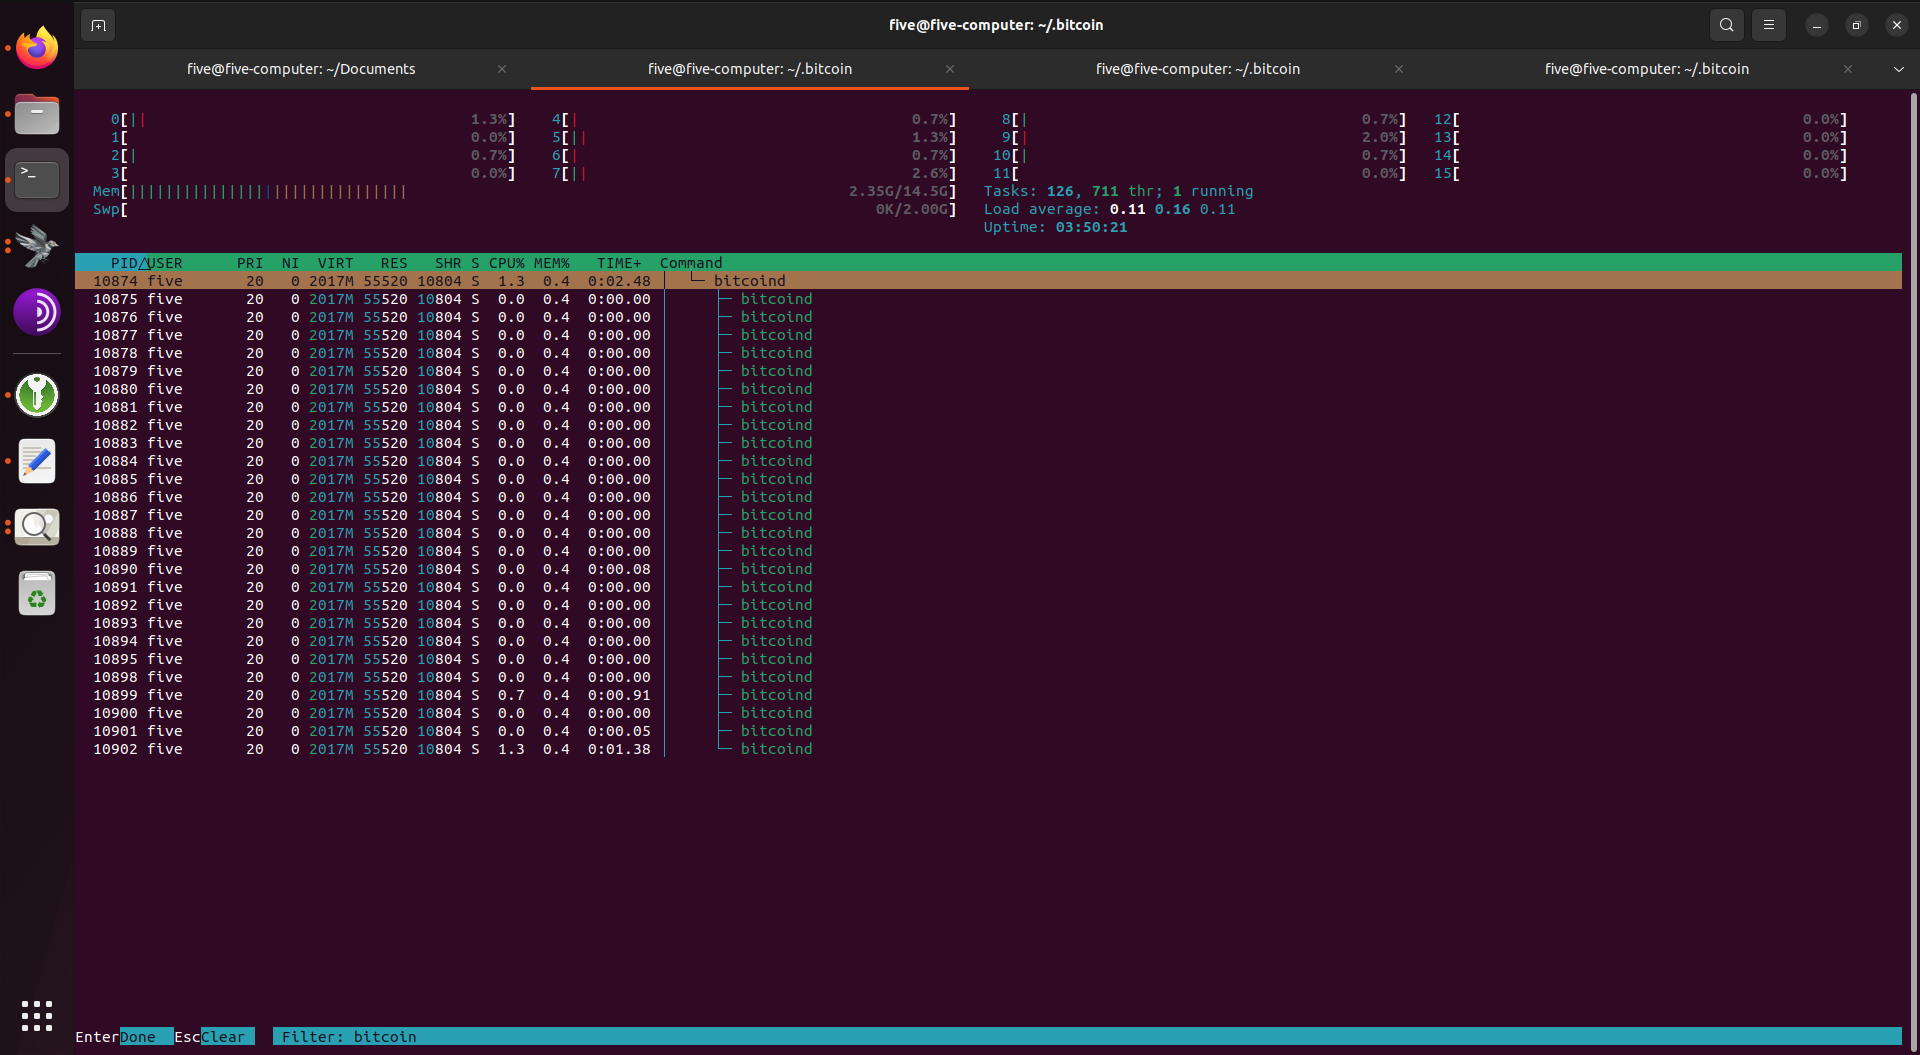 five@five-computer: ~/.bitcoin
five@five-computer: ~/Documents five@five-computer: ~/.bitcoin five@five-computer: ~/.bitcoin five@five-computer: ~/.bitcoin
0[|| 1.3%] 4[| 0.7%] 8[| 0.7%] 12[ 0.0%]
1[ 0.0%] 5[|| 1.3%] 9[| 2.0%] 13[ 0.0%]
2[| 0.7%] 6[| 0.7%] 10[| 0.7%] 14[ 0.0%]
3[ 0.0%] 7[|| 2.6%] 11[ 0.0%] 15[ 0.0%]
Mem[||||||||||||||||||||||||||||||| 2.35G/14.5G] Tasks: 126, 711 thr; 1 running
Swp[ 0K/2.00G] Load average: 0.11 0.16 0.11
Uptime: 03:50:21
PID△USER PRI NI VIRT RES SHR S CPU% MEM% TIME+ Command
10874 five 20 0 2017M 55520 10804 S 1.3 0.4 0:02.48 │ └─ bitcoind
10875 five 20 0 2017M 55520 10804 S 0.0 0.4 0:00.00 │ ├─ bitcoind
10876 five 20 0 2017M 55520 10804 S 0.0 0.4 0:00.00 │ ├─ bitcoind
10877 five 20 0 2017M 55520 10804 S 0.0 0.4 0:00.00 │ ├─ bitcoind
10878 five 20 0 2017M 55520 10804 S 0.0 0.4 0:00.00 │ ├─ bitcoind
10879 five 20 0 2017M 55520 10804 S 0.0 0.4 0:00.00 │ ├─ bitcoind
10880 five 20 0 2017M 55520 10804 S 0.0 0.4 0:00.00 │ ├─ bitcoind
10881 five 20 0 2017M 55520 10804 S 0.0 0.4 0:00.00 │ ├─ bitcoind
10882 five 20 0 2017M 55520 10804 S 0.0 0.4 0:00.00 │ ├─ bitcoind
10883 five 20 0 2017M 55520 10804 S 0.0 0.4 0:00.00 │ ├─ bitcoind
10884 five 20 0 2017M 55520 10804 S 0.0 0.4 0:00.00 │ ├─ bitcoind
10885 five 20 0 2017M 55520 10804 S 0.0 0.4 0:00.00 │ ├─ bitcoind
10886 five 20 0 2017M 55520 10804 S 0.0 0.4 0:00.00 │ ├─ bitcoind
10887 five 20 0 2017M 55520 10804 S 0.0 0.4 0:00.00 │ ├─ bitcoind
10888 five 20 0 2017M 55520 10804 S 0.0 0.4 0:00.00 │ ├─ bitcoind
10889 five 20 0 2017M 55520 10804 S 0.0 0.4 0:00.00 │ ├─ bitcoind
10890 five 20 0 2017M 55520 10804 S 0.0 0.4 0:00.08 │ ├─ bitcoind
10891 five 20 0 2017M 55520 10804 S 0.0 0.4 0:00.00 │ ├─ bitcoind
10892 five 20 0 2017M 55520 10804 S 0.0 0.4 0:00.00 │ ├─ bitcoind
10893 five 20 0 2017M 55520 10804 S 0.0 0.4 0:00.00 │ ├─ bitcoind
10894 five 20 0 2017M 55520 10804 S 0.0 0.4 0:00.00 │ ├─ bitcoind
10895 five 20 0 2017M 55520 10804 S 0.0 0.4 0:00.00 │ ├─ bitcoind
10898 five 20 0 2017M 55520 10804 S 0.0 0.4 0:00.00 │ ├─ bitcoind
10899 five 20 0 2017M 55520 10804 S 0.7 0.4 0:00.91 │ ├─ bitcoind
10900 five 20 0 2017M 55520 10804 S 0.0 0.4 0:00.00 │ ├─ bitcoind
10901 five 20 0 2017M 55520 10804 S 0.0 0.4 0:00.05 │ ├─ bitcoind
10902 five 20 0 2017M 55520 10804 S 1.3 0.4 0:01.38 │ └─ bitcoind
EnterDone EscClear Filter: bitcoin